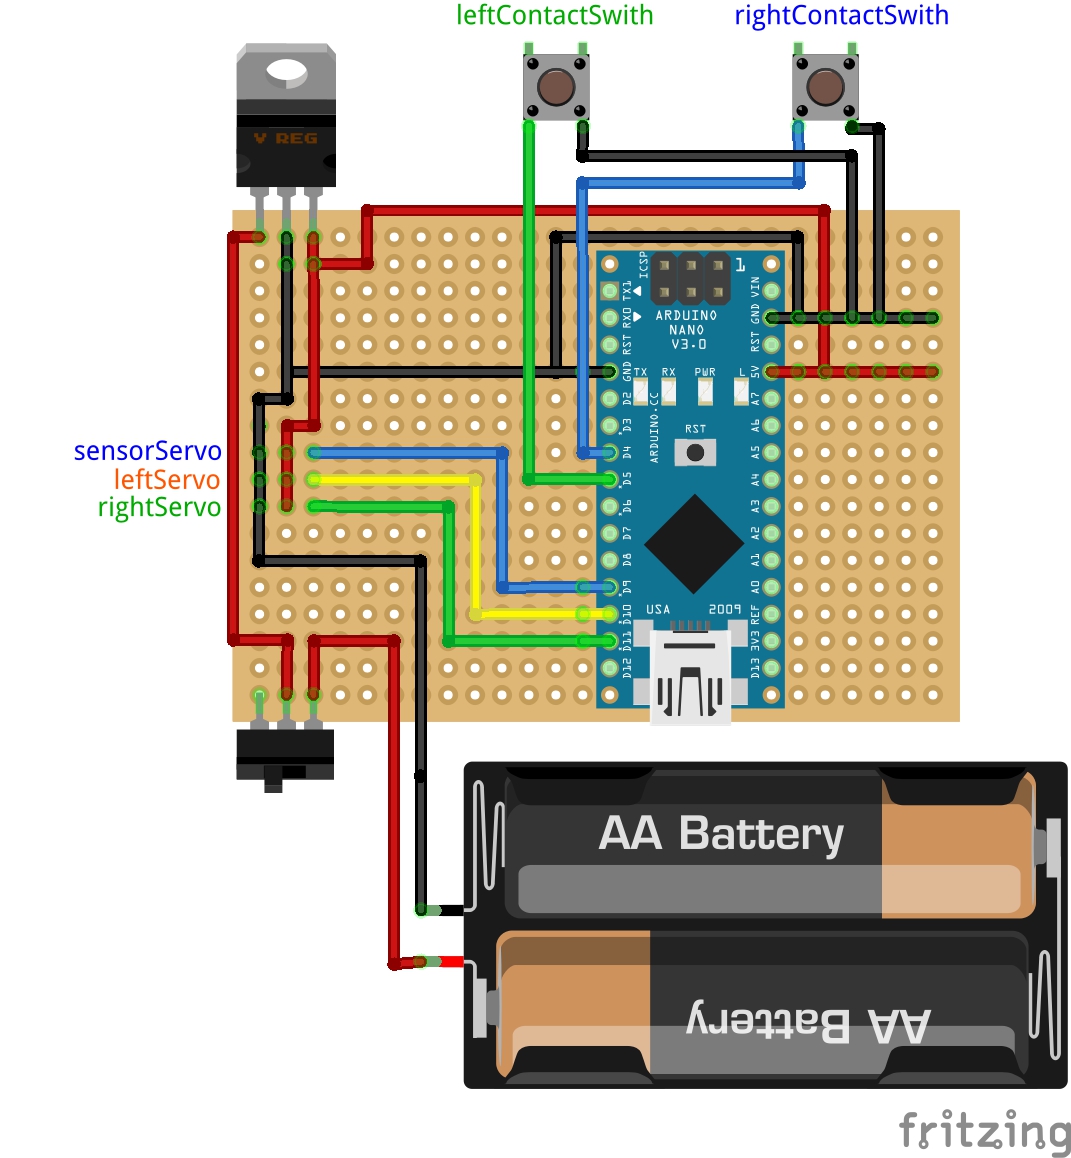 leftContactSwith
rightContactSwith
V REG
ICSP
1
TX1
RX0
RST
GND
D2
D3
D4
D5
D6
D7
D8
D9
D10
D11
D12
VIN
GND
RST
5V
A7
A6
A5
A4
A3
A2
A1
A0
REF
3V3
D13
ARDUINO
NANO
V3.0
TX RX PWR L
RST
ARDUINO.CC
USA 2009
sensorServo
leftServo
rightServo
AA Battery
AA Battery
fritzing